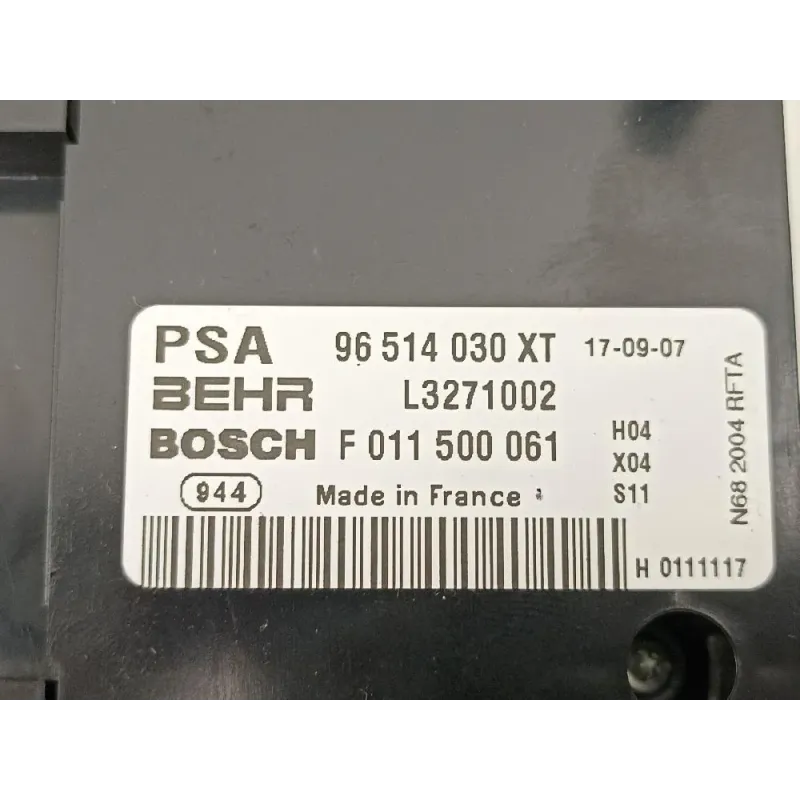 PSA 96 514 030 XT 17-09-07
BEHR L3271002
BOSCH F 011 500 061
H04
X04
S11
944 Made in France
H 0111117
N68 2004 RFTA